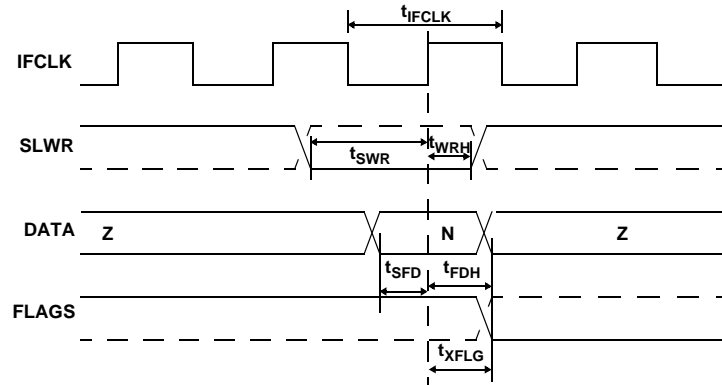 tIFCLK
IFCLK
SLWR
tSWR
tWRH
DATA
Z
N
Z
tSFD
tFDH
FLAGS
tXFLG